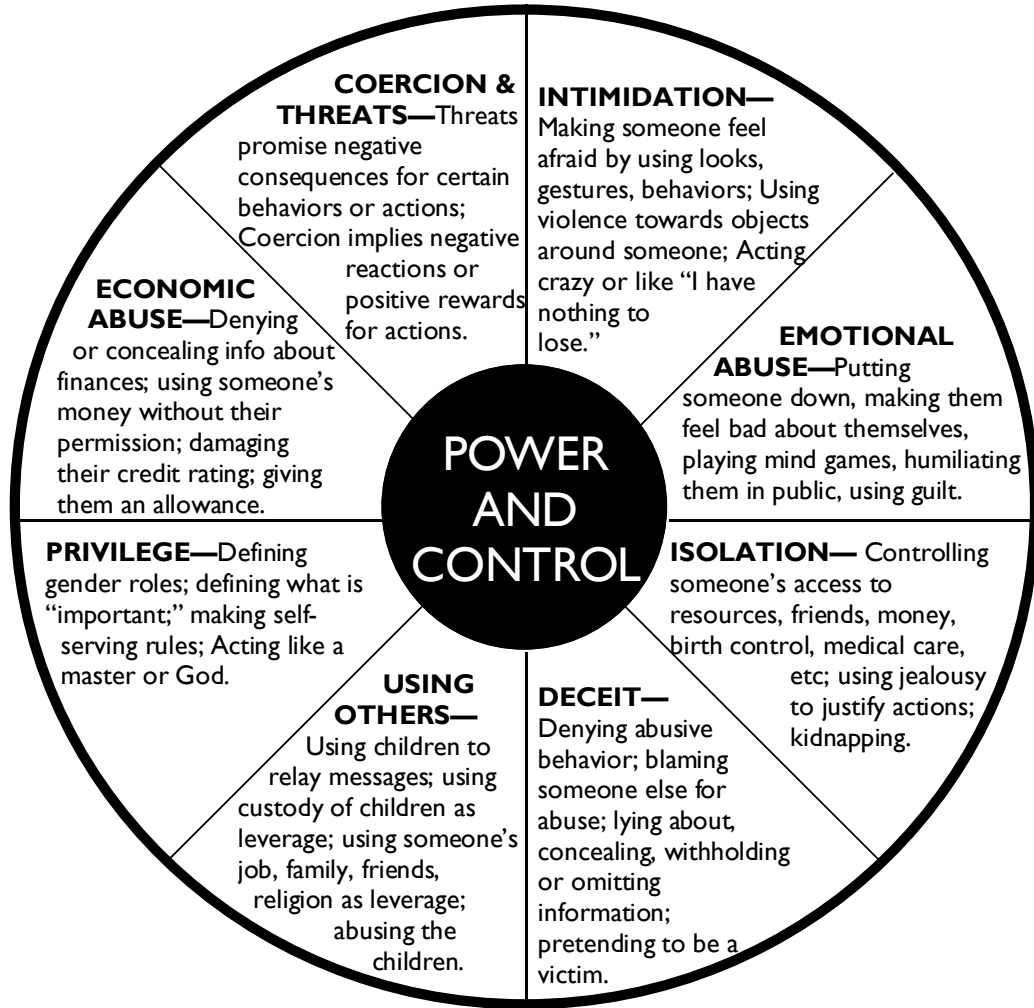 COERCION &
THREATS—Threats
promise negative
consequences for certain
behaviors or actions;
Coercion implies negative
reactions or
positive rewards
for actions.
INTIMIDATION—
Making someone feel
afraid by using looks,
gestures, behaviors; Using
violence towards objects
around someone; Acting
crazy or like “I have
nothing to
lose.”
EMOTIONAL
ABUSE—Putting
someone down, making them
feel bad about themselves,
playing mind games, humiliating
them in public, using guilt.
ISOLATION— Controlling
someone’s access to
resources, friends, money,
birth control, medical care,
etc; using jealousy
to justify actions;
kidnapping.
DECEIT—
Denying abusive
behavior; blaming
someone else for
abuse; lying about,
concealing, withholding
or omitting
information;
pretending to be a
victim.
USING
OTHERS—
Using children to
relay messages; using
custody of children as
leverage; using someone’s
job, family, friends,
religion as leverage;
abusing the
children.
PRIVILEGE—Defining
gender roles; defining what is
“important;” making self-
serving rules; Acting like a
master or God.
ECONOMIC
ABUSE—Denying
or concealing info about
finances; using someone’s
money without their
permission; damaging
their credit rating; giving
them an allowance.
POWER
AND
CONTROL